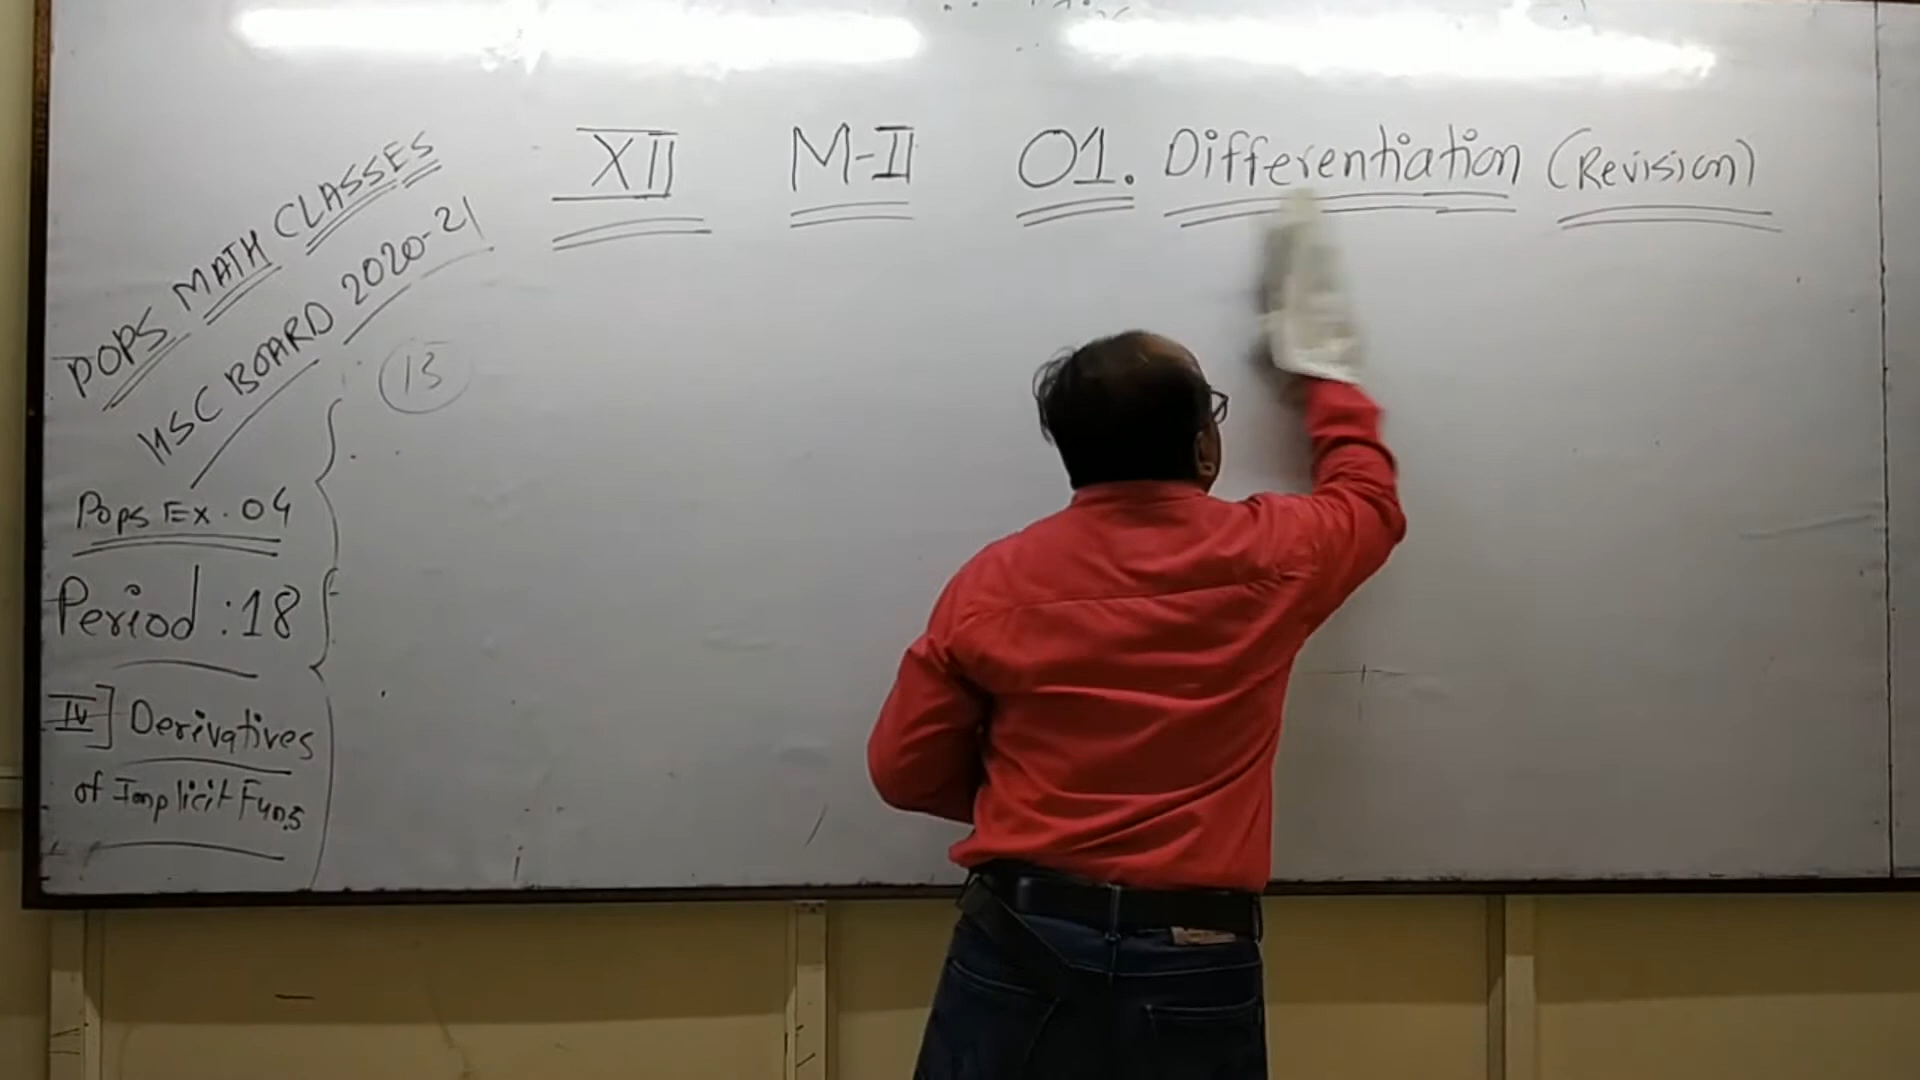 XII M-II 01. Differentiation (Revision)
POPS MATH CLASSES
HSC BOARD 2020-21
13
Pops Ex. 04
Period : 18
IV] Derivatives
of Implicit Funs